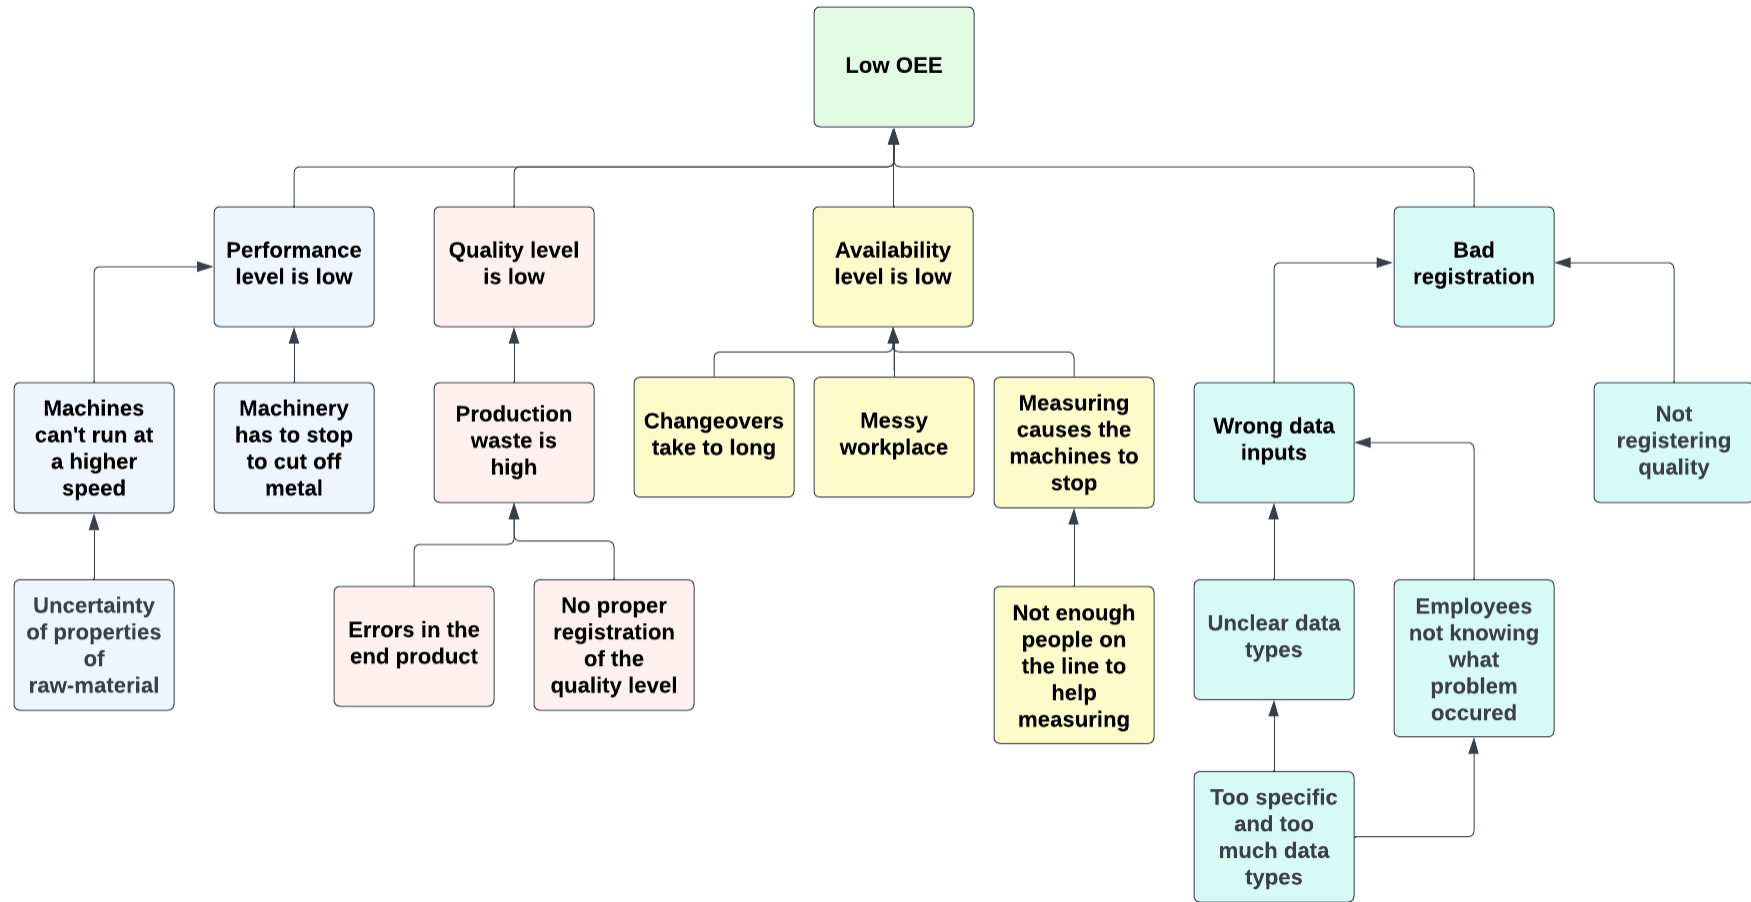 Low OEE
Performance
level is low
Quality level
is low
Availability
level is low
Bad
registration
Machines
can't run at
a higher
speed
Machinery
has to stop
to cut off
metal
Production
waste is
high
Changeovers
take to long
Messy
workplace
Measuring
causes the
machines to
stop
Wrong data
inputs
Not
registering
quality
Uncertainty
of properties
of
raw-material
Errors in the
end product
No proper
registration
of the
quality level
Not enough
people on
the line to
help
measuring
Unclear data
types
Employees
not knowing
what
problem
occured
Too specific
and too
much data
types